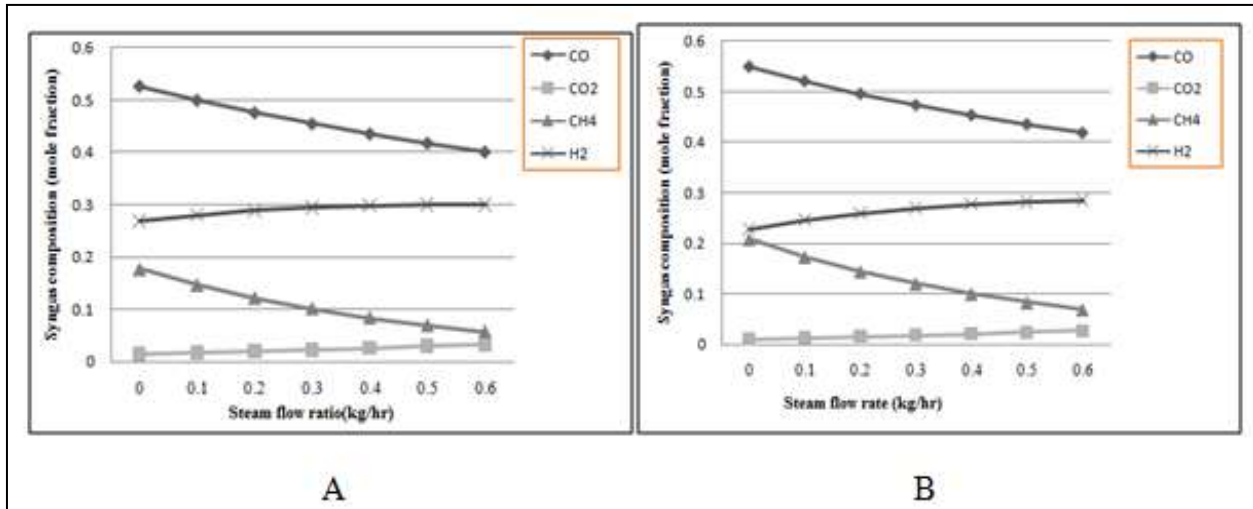 0.6
0.5
0.4
0.3
0.2
0.1
0
Syngas composition (mole fraction)
0 0.1 0.2 0.3 0.4 0.5 0.6
Steam flow ratio(kg/hr)
CO
CO2
CH4
H2
A
0.6
0.5
0.4
0.3
0.2
0.1
0
Syngas composition (mole fraction)
0 0.1 0.2 0.3 0.4 0.5 0.6
Steam flow rate (kg/hr)
CO
CO2
CH4
H2
B